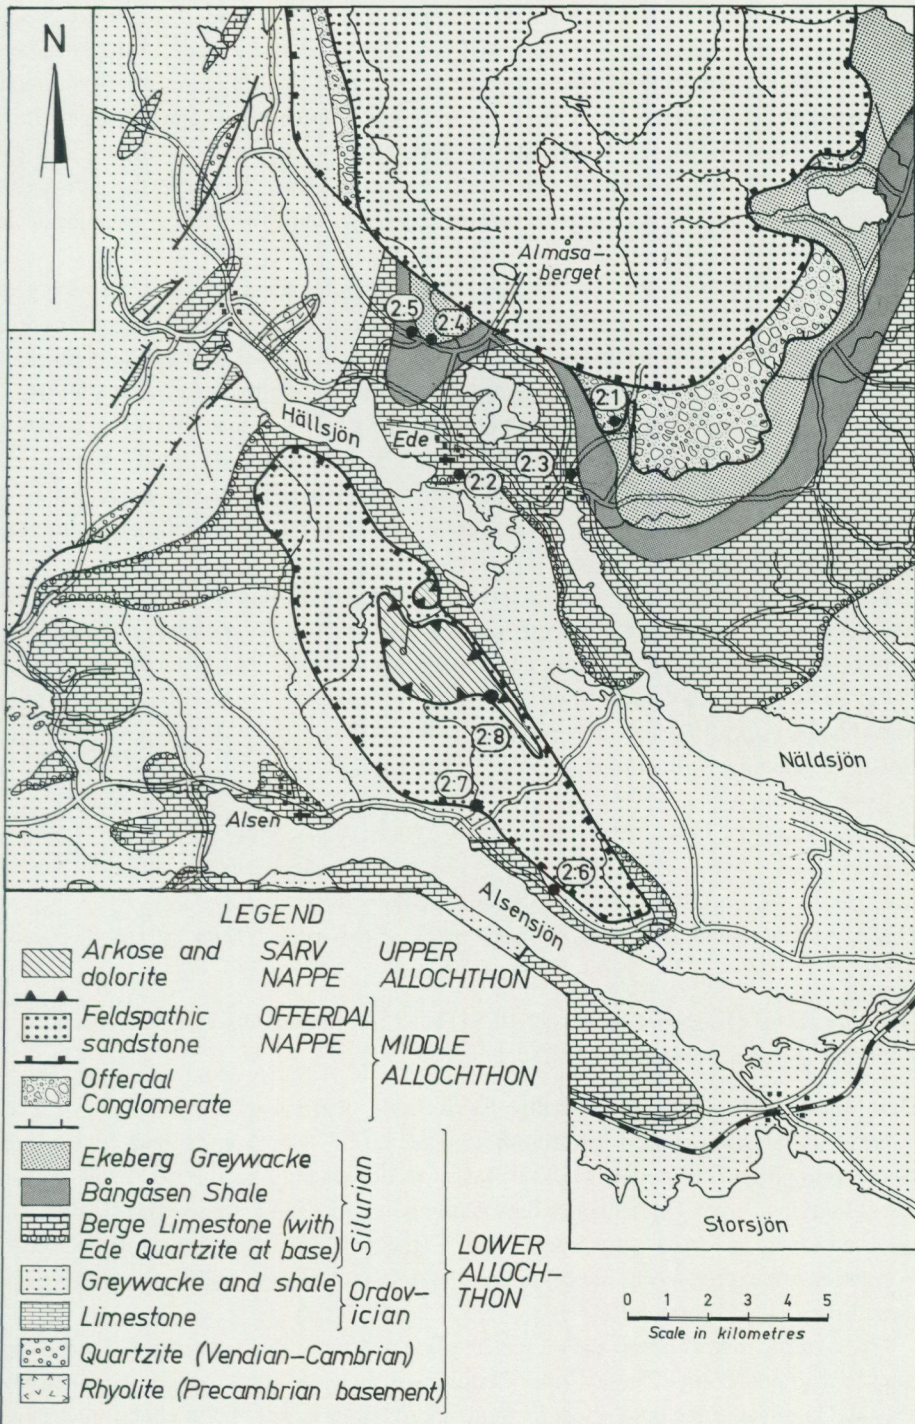 N
Almåsa-
berget
2:5
2:4
2:1
Hällsjön
Ede
2:3
2:2
2:8
Näldsjön
2:7
Alsen
2:6
Alsensjön
LEGEND
Arkose and SÄRV UPPER
dolorite NAPPE ALLOCHTHON
Feldspathic OFFERDAL
sandstone NAPPE MIDDLE
ALLOCHTHON
Offerdal
Conglomerate
Ekeberg Greywacke
Bångåsen Shale
Silurian
Berge Limestone (with
Ede Quartzite at base)
LOWER
ALLOCH-
THON
Greywacke and shale
Ordov-
ician
Limestone
Quartzite (Vendian-Cambrian)
Rhyolite (Precambrian basement)
Storsjön
0 1 2 3 4 5
Scale in kilometres